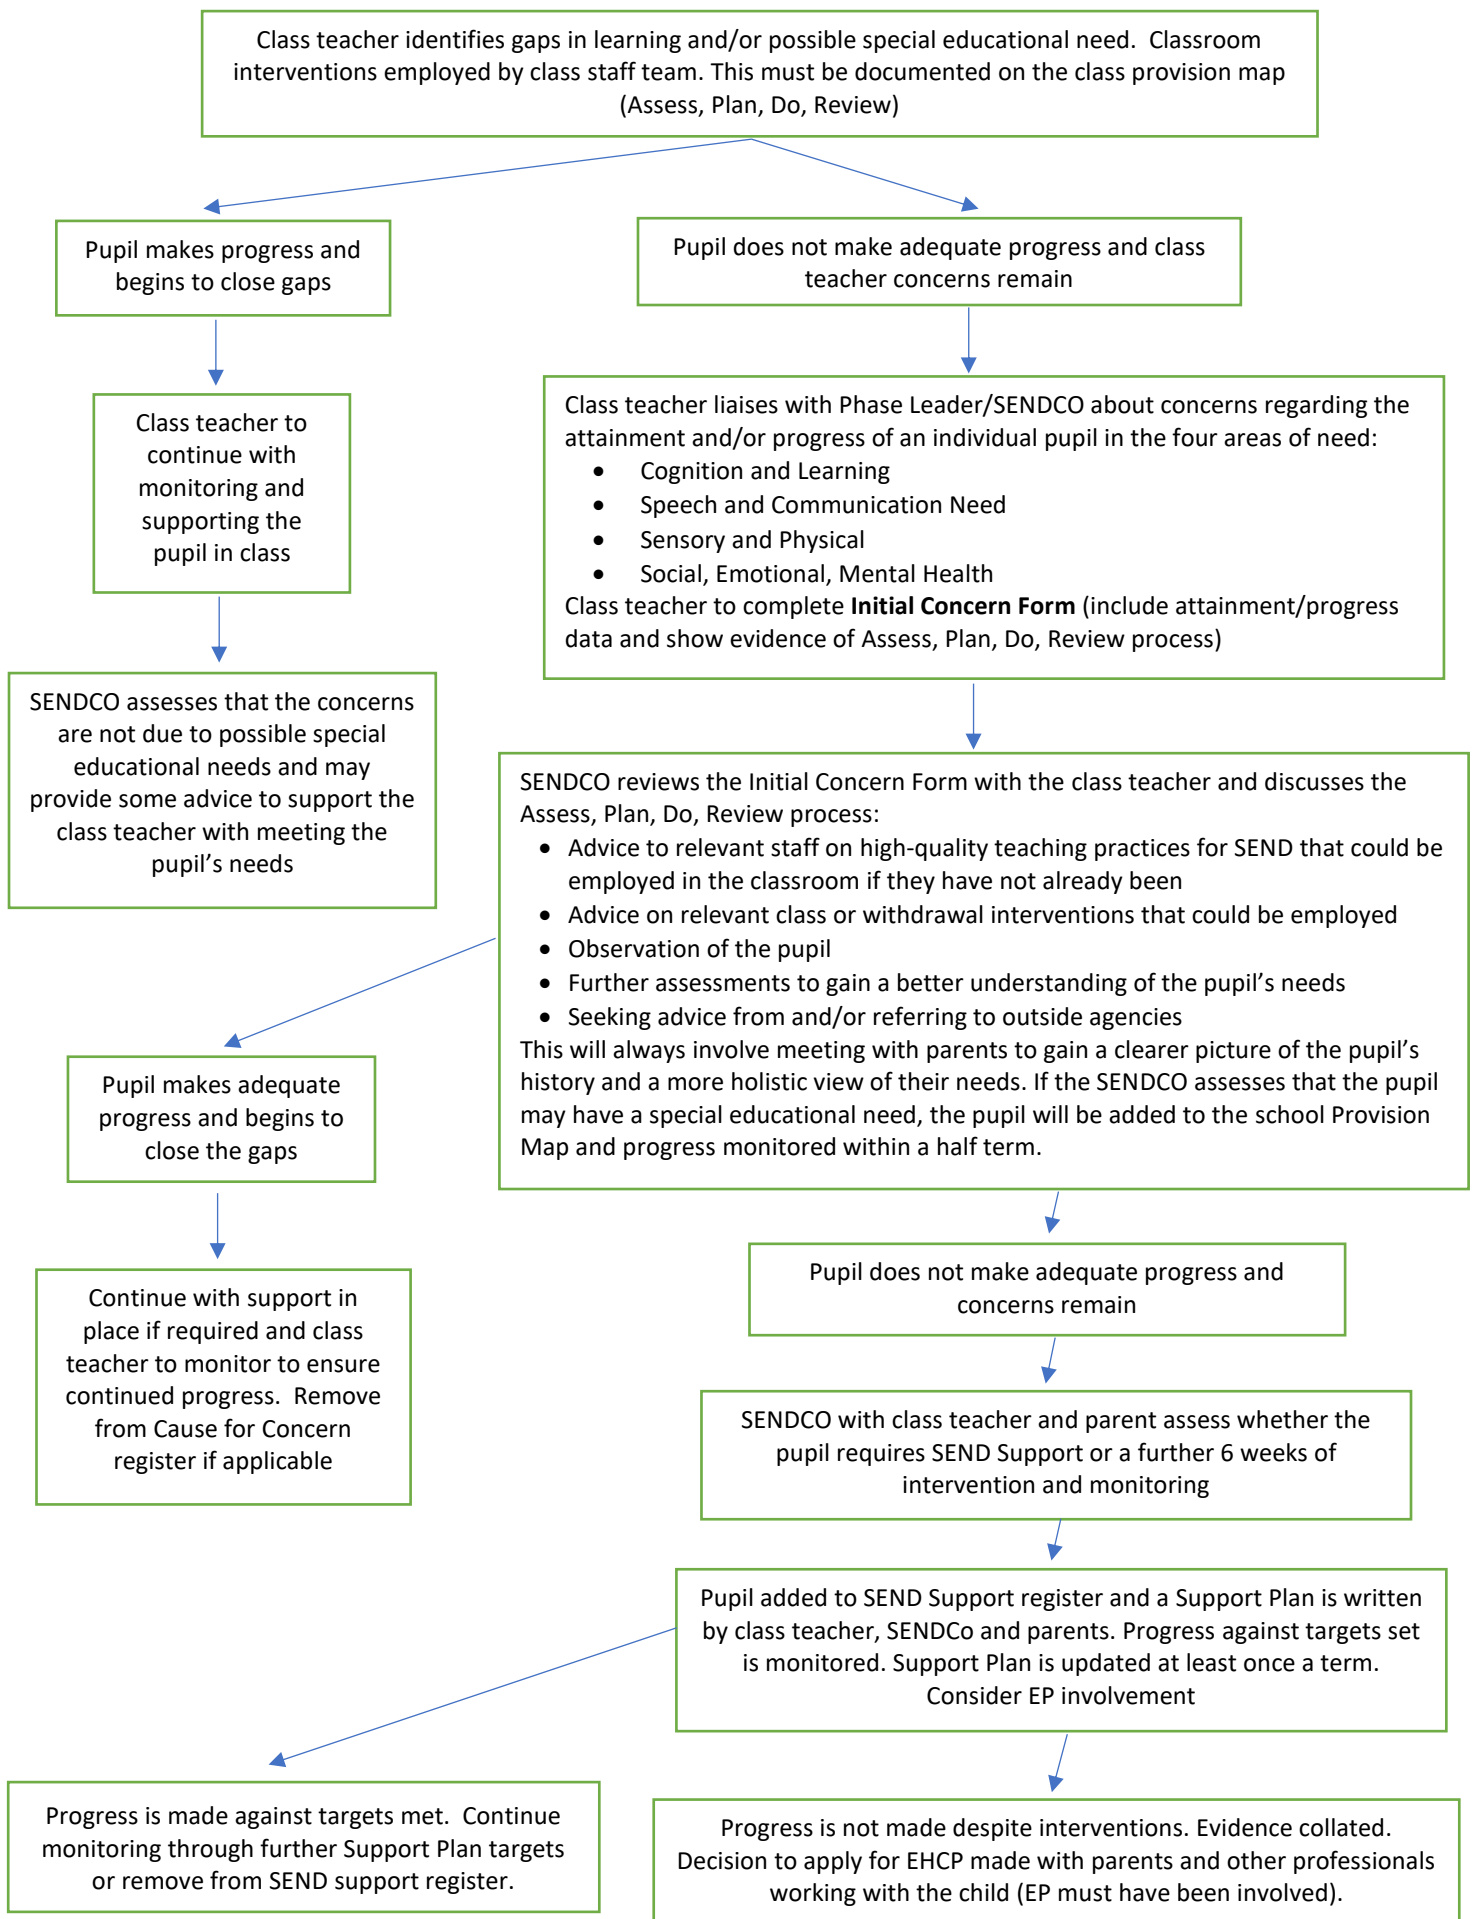 Class teacher identifies gaps in learning and/or possible special educational need.  Classroom
interventions employed by class staff team. This must be documented on the class provision map
(Assess, Plan, Do, Review)
Pupil makes progress and
begins to close gaps
Pupil does not make adequate progress and class
teacher concerns remain
Class teacher to
continue with
monitoring and
supporting the
pupil in class
Class teacher liaises with Phase Leader/SENDCO about concerns regarding the
attainment and/or progress of an individual pupil in the four areas of need:
• Cognition and Learning
• Speech and Communication Need
• Sensory and Physical
• Social, Emotional, Mental Health
Class teacher to complete Initial Concern Form (include attainment/progress
data and show evidence of Assess, Plan, Do, Review process)
SENDCO assesses that the concerns
are not due to possible special
educational needs and may
provide some advice to support the
class teacher with meeting the
pupil’s needs
SENDCO reviews the Initial Concern Form with the class teacher and discusses the
Assess, Plan, Do, Review process:
• Advice to relevant staff on high-quality teaching practices for SEND that could be
employed in the classroom if they have not already been
• Advice on relevant class or withdrawal interventions that could be employed
• Observation of the pupil
• Further assessments to gain a better understanding of the pupil’s needs
• Seeking advice from and/or referring to outside agencies
This will always involve meeting with parents to gain a clearer picture of the pupil’s
history and a more holistic view of their needs. If the SENDCO assesses that the pupil
may have a special educational need, the pupil will be added to the school Provision
Map and progress monitored within a half term.
Pupil makes adequate
progress and begins to
close the gaps
Continue with support in
place if required and class
teacher to monitor to ensure
continued progress.  Remove
from Cause for Concern
register if applicable
Pupil does not make adequate progress and
concerns remain
SENDCO with class teacher and parent assess whether the
pupil requires SEND Support or a further 6 weeks of
intervention and monitoring
Pupil added to SEND Support register and a Support Plan is written
by class teacher, SENDCo and parents. Progress against targets set
is monitored. Support Plan is updated at least once a term.
Consider EP involvement
Progress is made against targets met.  Continue
monitoring through further Support Plan targets
or remove from SEND support register.
Progress is not made despite interventions. Evidence collated.
Decision to apply for EHCP made with parents and other professionals
working with the child (EP must have been involved).